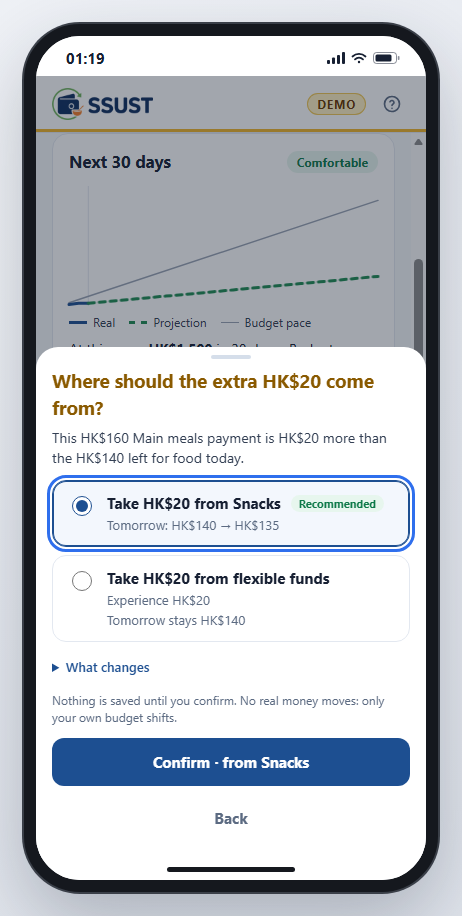 01:19
SSUST
DEMO
?
Next 30 days
Comfortable
Real
Projection
Budget pace
Where should the extra HK$20 come
from?
This HK$160 Main meals payment is HK$20 more than
the HK$140 left for food today.
Take HK$20 from Snacks
Recommended
Tomorrow: HK$140 → HK$135
Take HK$20 from flexible funds
Experience HK$20
Tomorrow stays HK$140
What changes
Nothing is saved until you confirm. No real money moves: only
your own budget shifts.
Confirm · from Snacks
Back